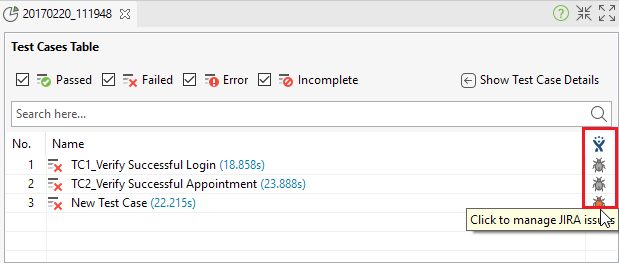 20170220_111948
Test Cases Table
Passed Failed Error Incomplete Show Test Case Details
Search here...
No. Name
1 TC1_Verify Successful Login (18.858s)
2 TC2_Verify Successful Appointment (23.888s)
3 New Test Case (22.215s)
Click to manage JIRA issues